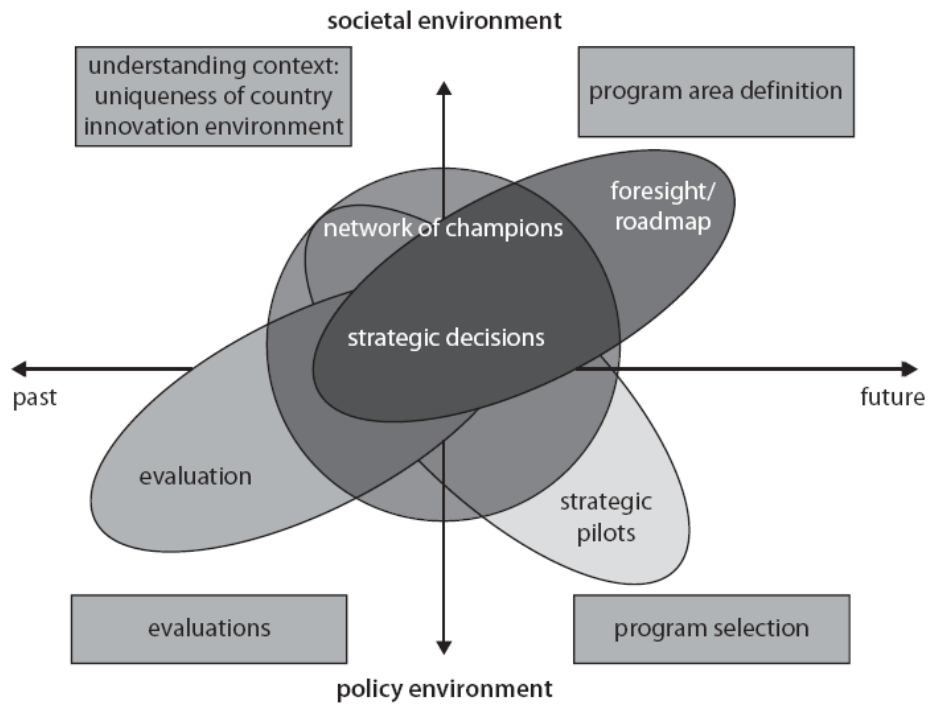 societal environment
understanding context:
uniqueness of country
innovation environment
program area definition
foresight/
roadmap
network of champions
strategic decisions
past
future
evaluation
strategic
pilots
evaluations
program selection
policy environment